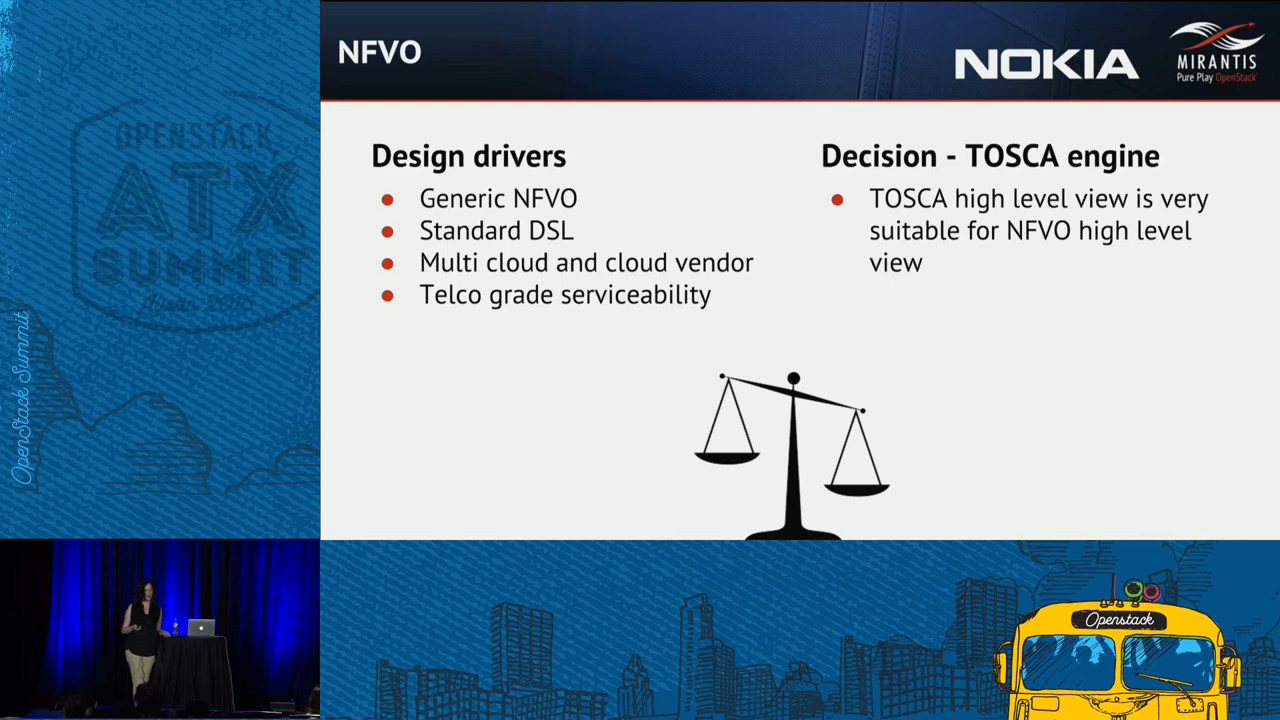 NFVO
NOKIA
MIRANTIS
Pure Play OpenStack
Design drivers
Generic NFVO
Standard DSL
Multi cloud and cloud vendor
Telco grade serviceability
Decision - TOSCA engine
TOSCA high level view is very
suitable for NFVO high level
view
OPENSTACK
ATX
SUMMIT
Austin 2016
OpenStack Summit
Openstack